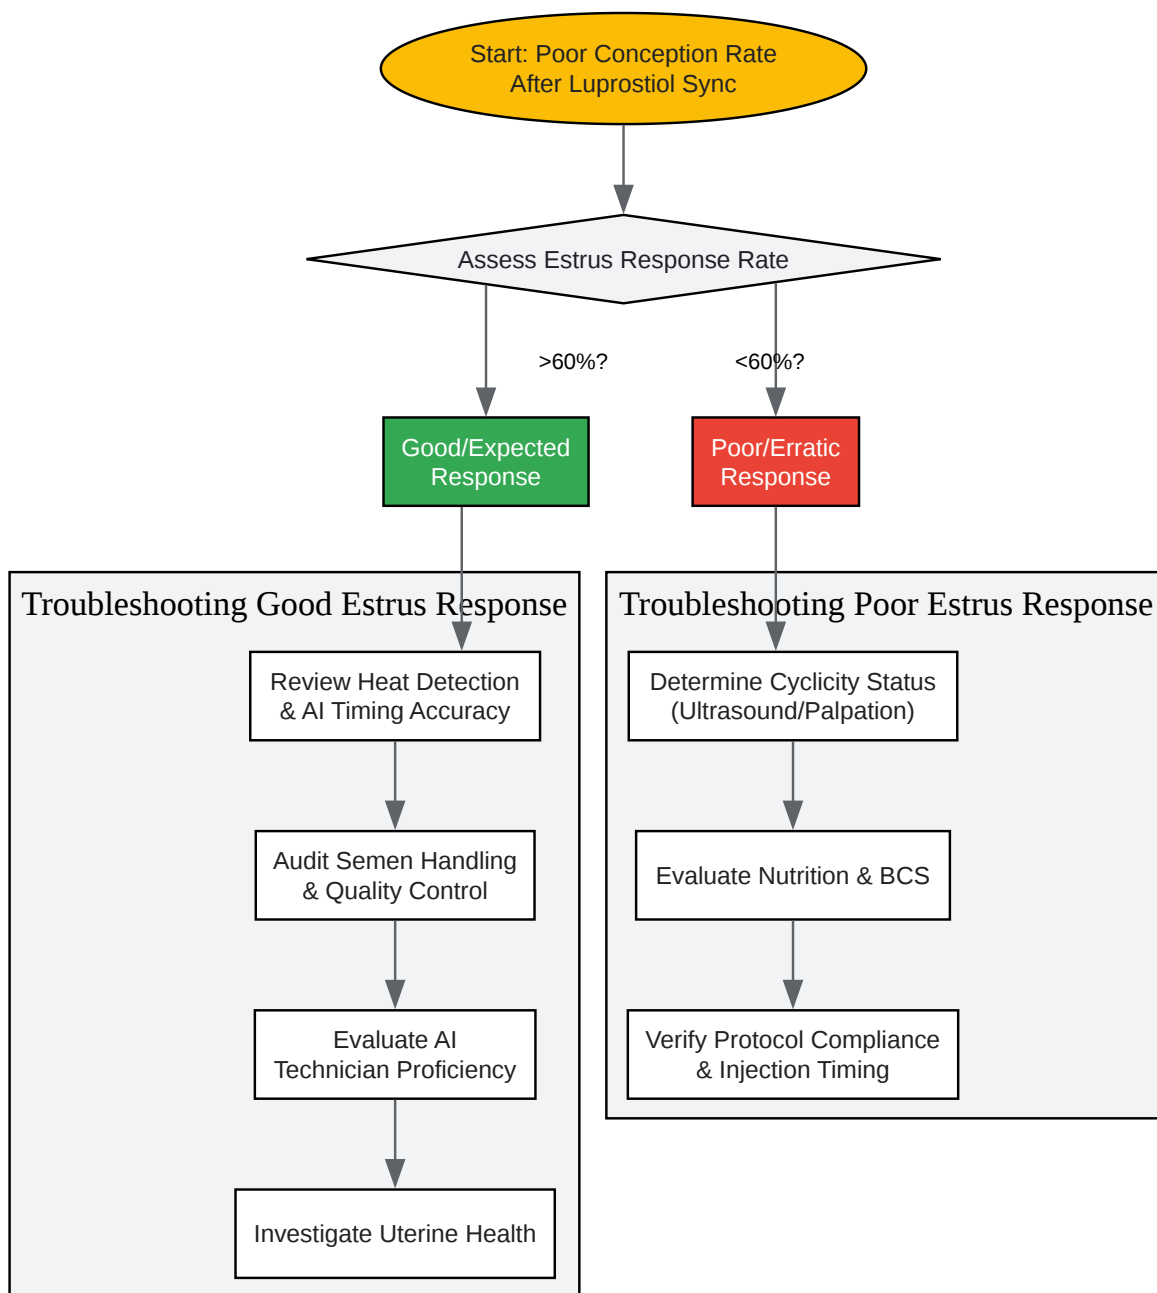 Start: Poor Conception Rate
After Luprostiol Sync
Assess Estrus Response Rate
>60%?
<60%?
Good/Expected
Response
Poor/Erratic
Response
Troubleshooting Good Estrus Response
Review Heat Detection
& AI Timing Accuracy
Audit Semen Handling
& Quality Control
Evaluate AI
Technician Proficiency
Investigate Uterine Health
Troubleshooting Poor Estrus Response
Determine Cyclicity Status
(Ultrasound/Palpation)
Evaluate Nutrition & BCS
Verify Protocol Compliance
& Injection Timing